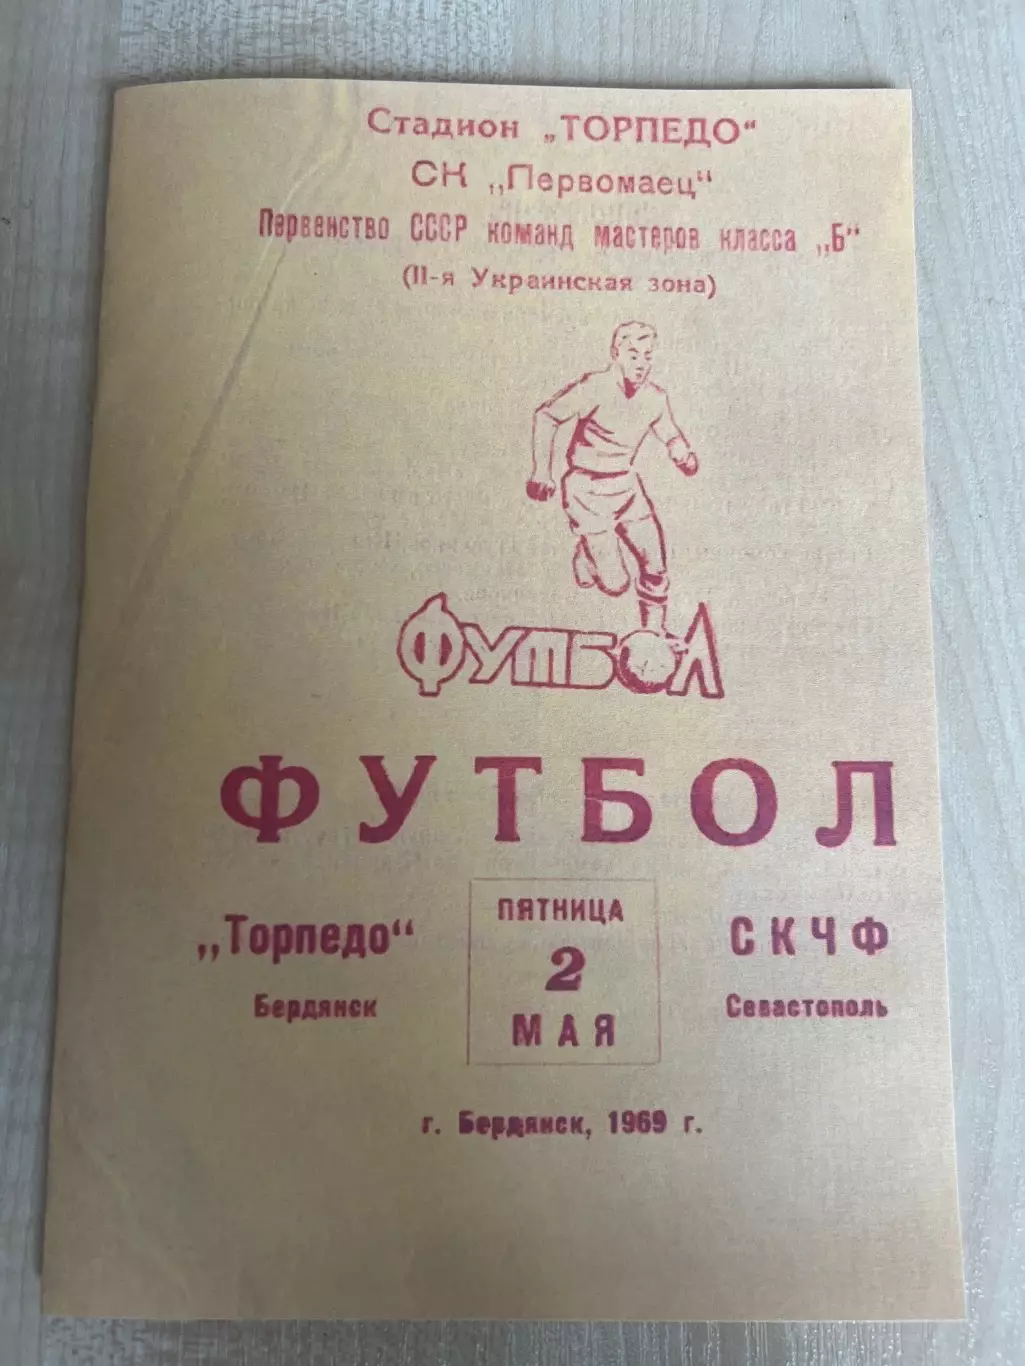 Стадион „ТОРПЕДО"
СК „Первомаец"
Первенство СССР команд мастеров класса „Б"
(II-я Украинская зона)
ФУТБОЛ
ФУТБОЛ
„Торпедо"
Бердянск
ПЯТНИЦА
2
МАЯ
СКЧФ
Севастополь
г. Бердянск, 1969 г.